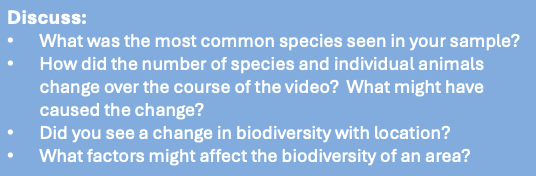 Discuss:
• What was the most common species seen in your sample?
• How did the number of species and individual animals
change over the course of the video? What might have
caused the change?
• Did you see a change in biodiversity with location?
• What factors might affect the biodiversity of an area?